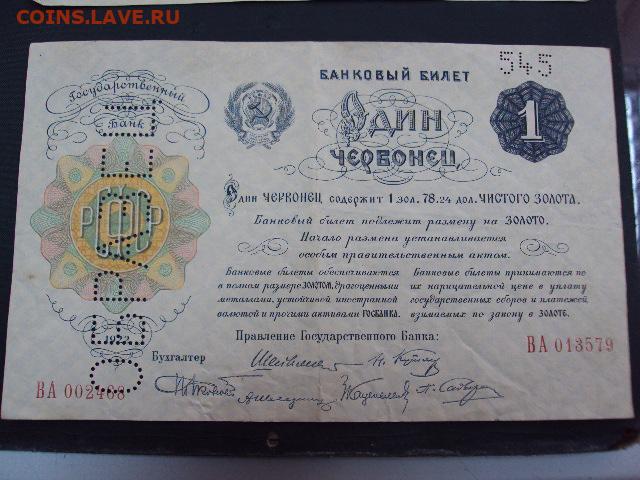 COINS.LAVE.RU
545
Государственный
Банк
БАНКОВЫЙ БИЛЕТ
ОДИН
ЧЕРВОНЕЦ
1
Один ЧЕРВОНЕЦ содержит 1 зол. 78.24 дол. ЧИСТОГО ЗОЛОТА.
Банковый билет подлежит размену на ЗОЛОТО.
Начало размена устанавливается
особым правительственным актом.
РСФСР
ОБРАЗЕЦ
Банковые билеты обеспечиваются
в полном размере ЗОЛОТОМ, драгоценными
металлами, устойчивой иностранной
валютой и прочими активами ГОСБАНКА.
Банковые билеты принимаются по
их нарицательной цене в уплату
государственных сборов и платежей,
взимаемых по закону в ЗОЛОТЕ.
1922
Правление Государственного Банка:
Бухгалтер
ВА 013579
ВА 002468